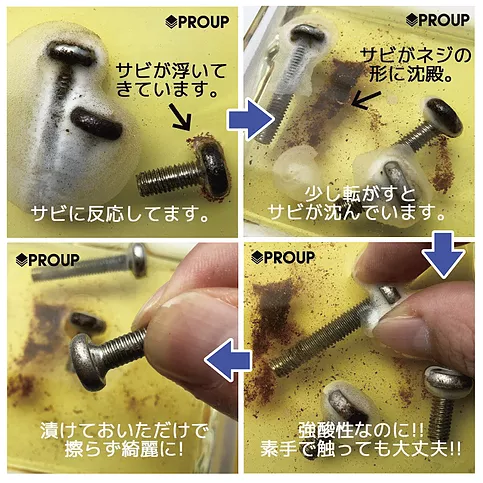 PROUP
サビが浮いて
きています。
サビに反応してます。
PROUP
サビがネジの
形に沈殿。
少し転がすと
サビが沈んでいます。
PROUP
強酸性なのに!!
素手で触っても大丈夫!!
PROUP
漬けておいただけで
擦らず綺麗に!